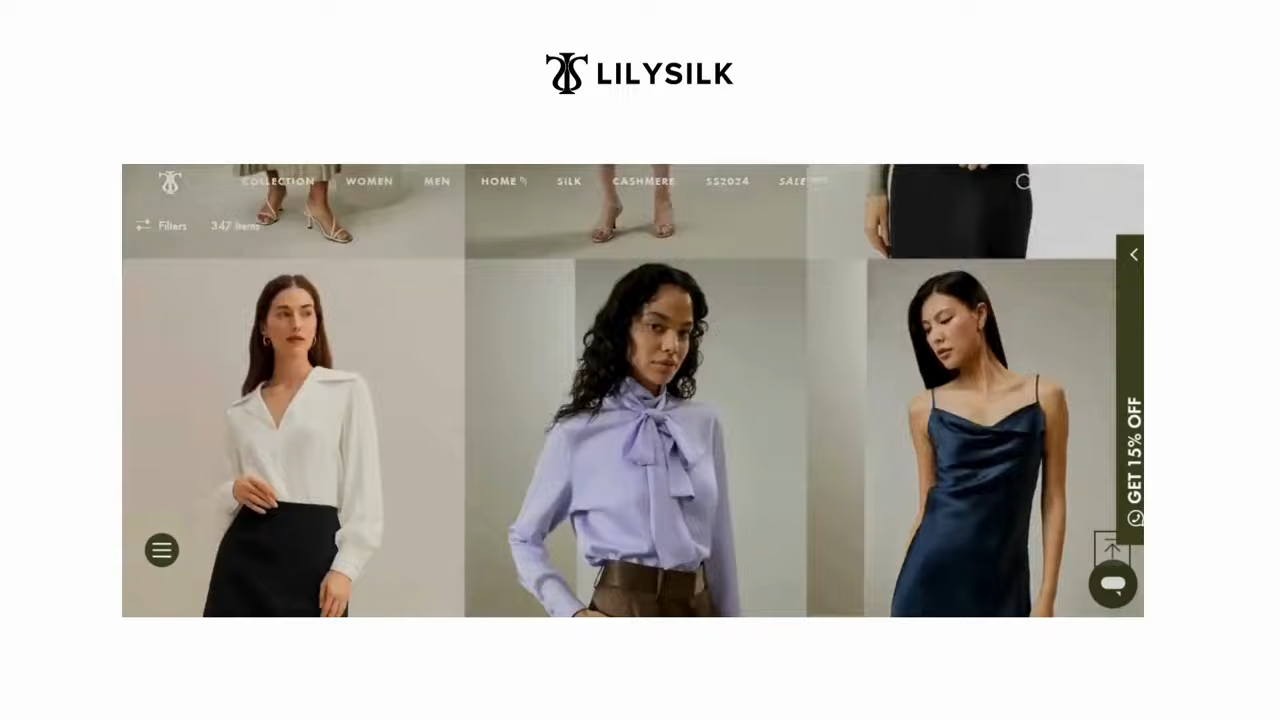 LILYSILK
COLLECTION WOMEN MEN HOME SILK CASHMERE SS2024 SALE
Filters 347 Items
GET 15% OFF